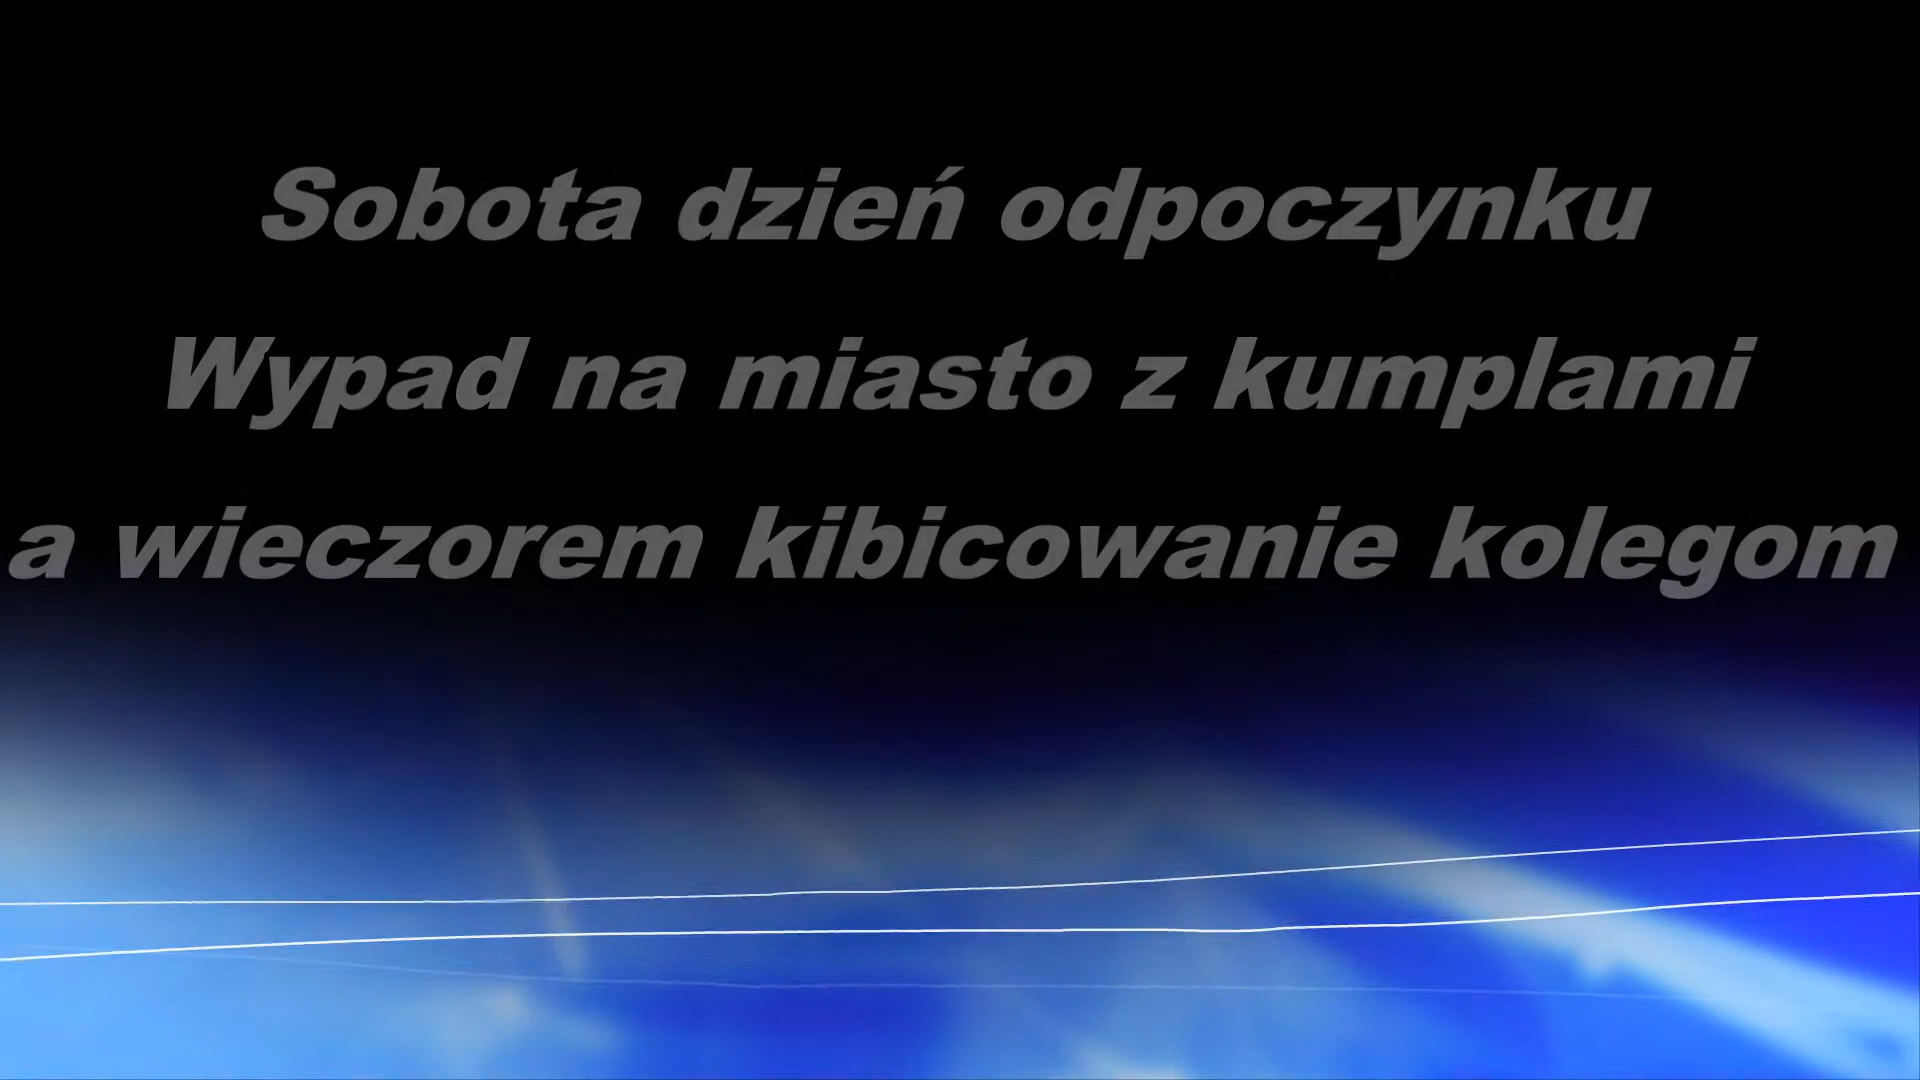 Sobota dzień odpoczynku
Wypad na miasto z kumplami
a wieczorem kibicowanie kolegom